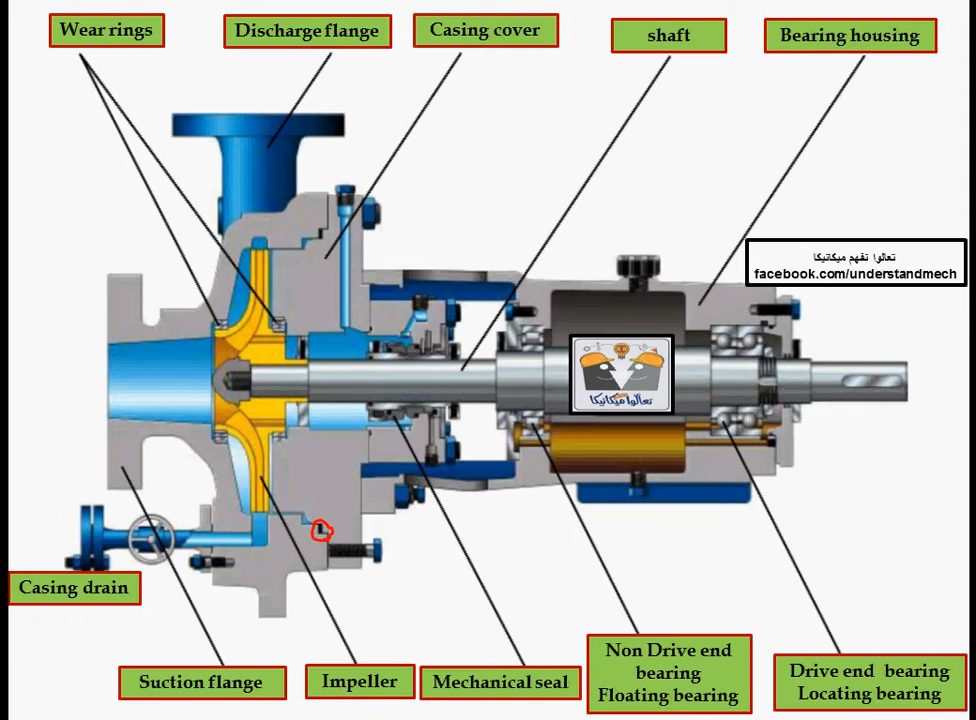 Wear rings
Discharge flange
Casing cover
shaft
Bearing housing
تعالوا نفهم ميكانيكا
facebook.com/understandmech
تعالوا ميكانيكا
Casing drain
Suction flange
Impeller
Mechanical seal
Non Drive end
bearing
Floating bearing
Drive end bearing
Locating bearing